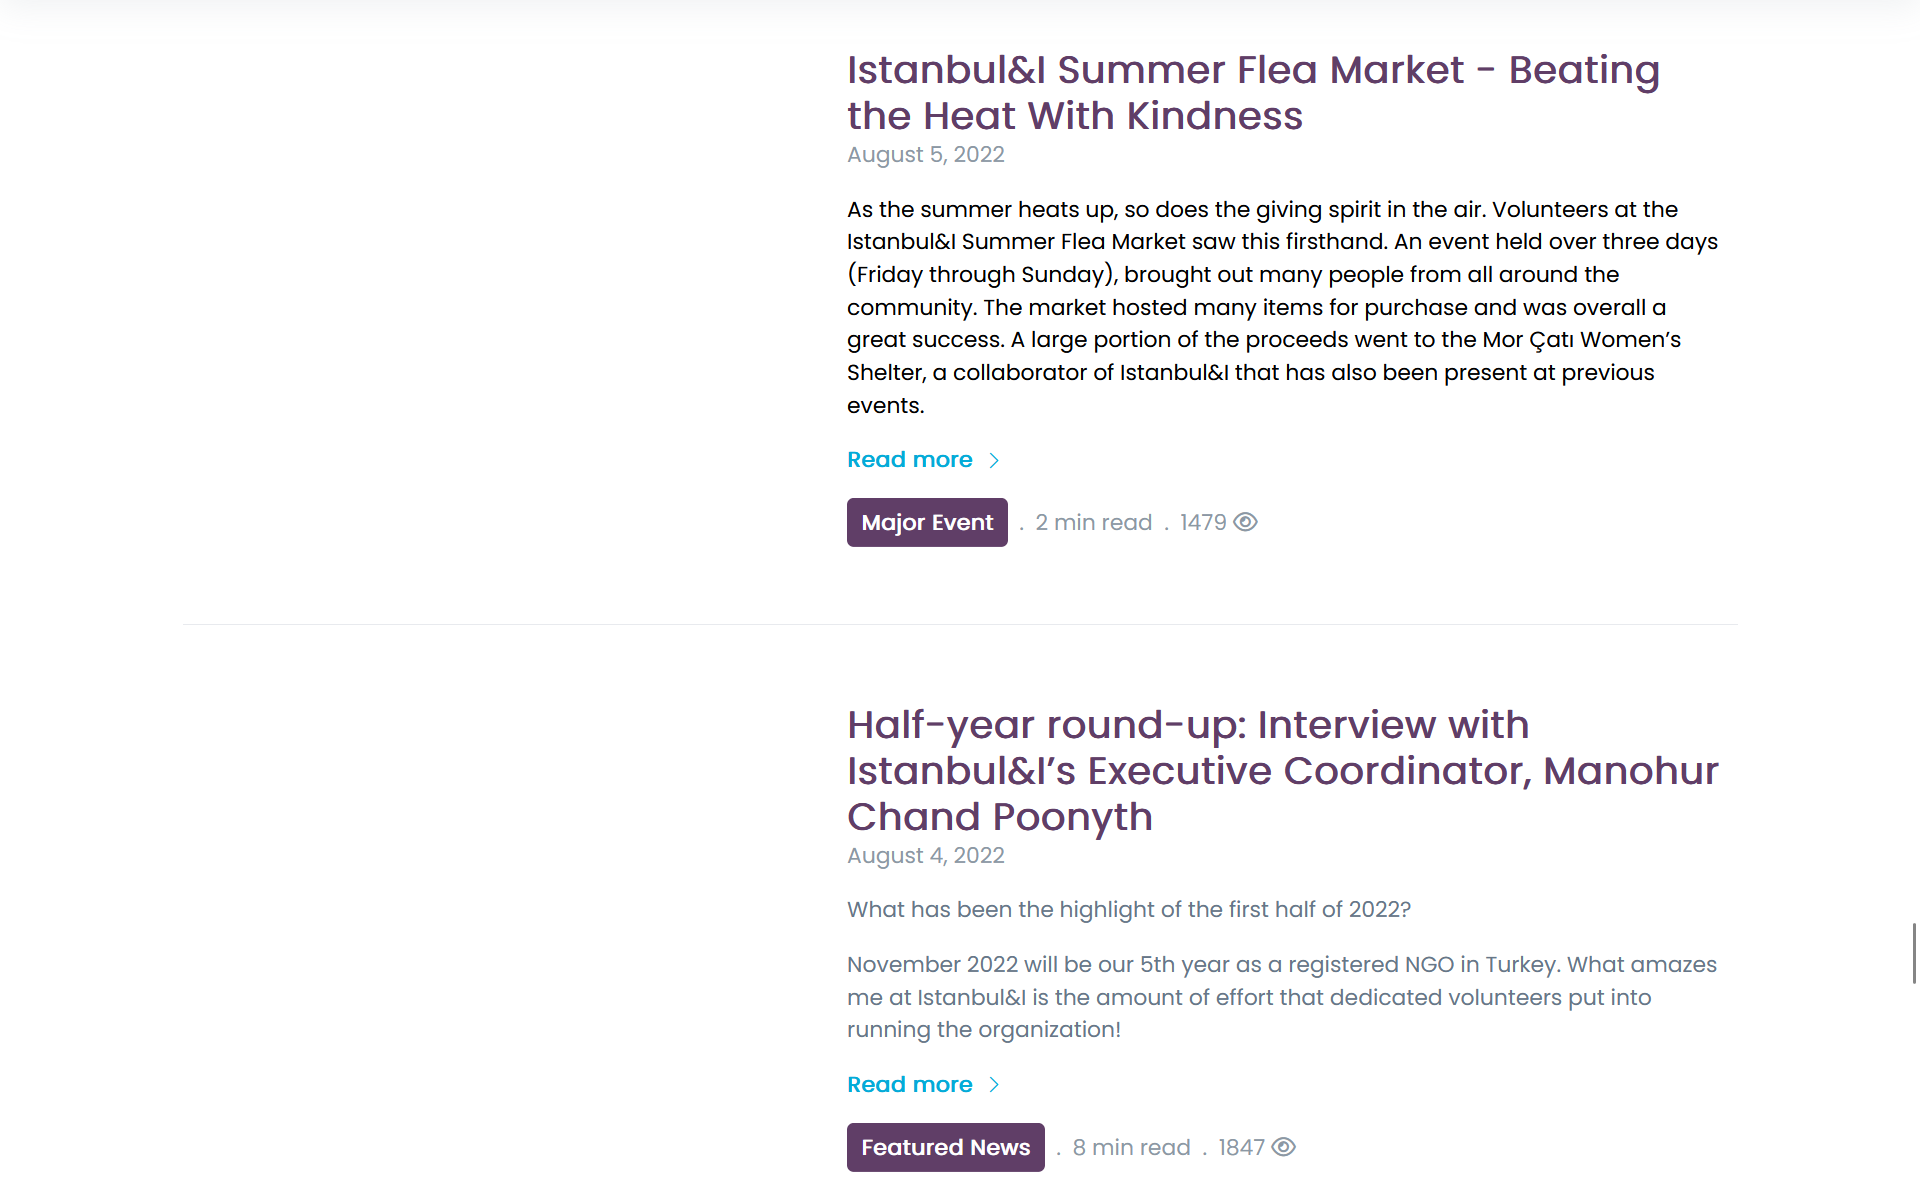 Istanbul&I Summer Flea Market - Beating
the Heat With Kindness
August 5, 2022
As the summer heats up, so does the giving spirit in the air. Volunteers at the
Istanbul&I Summer Flea Market saw this firsthand. An event held over three days
(Friday through Sunday), brought out many people from all around the
community. The market hosted many items for purchase and was overall a
great success. A large portion of the proceeds went to the Mor Çatı Women’s
Shelter, a collaborator of Istanbul&I that has also been present at previous
events.
Read more
Major Event . 2 min read . 1479
Half-year round-up: Interview with
Istanbul&I’s Executive Coordinator, Manohur
Chand Poonyth
August 4, 2022
What has been the highlight of the first half of 2022?
November 2022 will be our 5th year as a registered NGO in Turkey. What amazes
me at Istanbul&I is the amount of effort that dedicated volunteers put into
running the organization!
Read more
Featured News . 8 min read . 1847